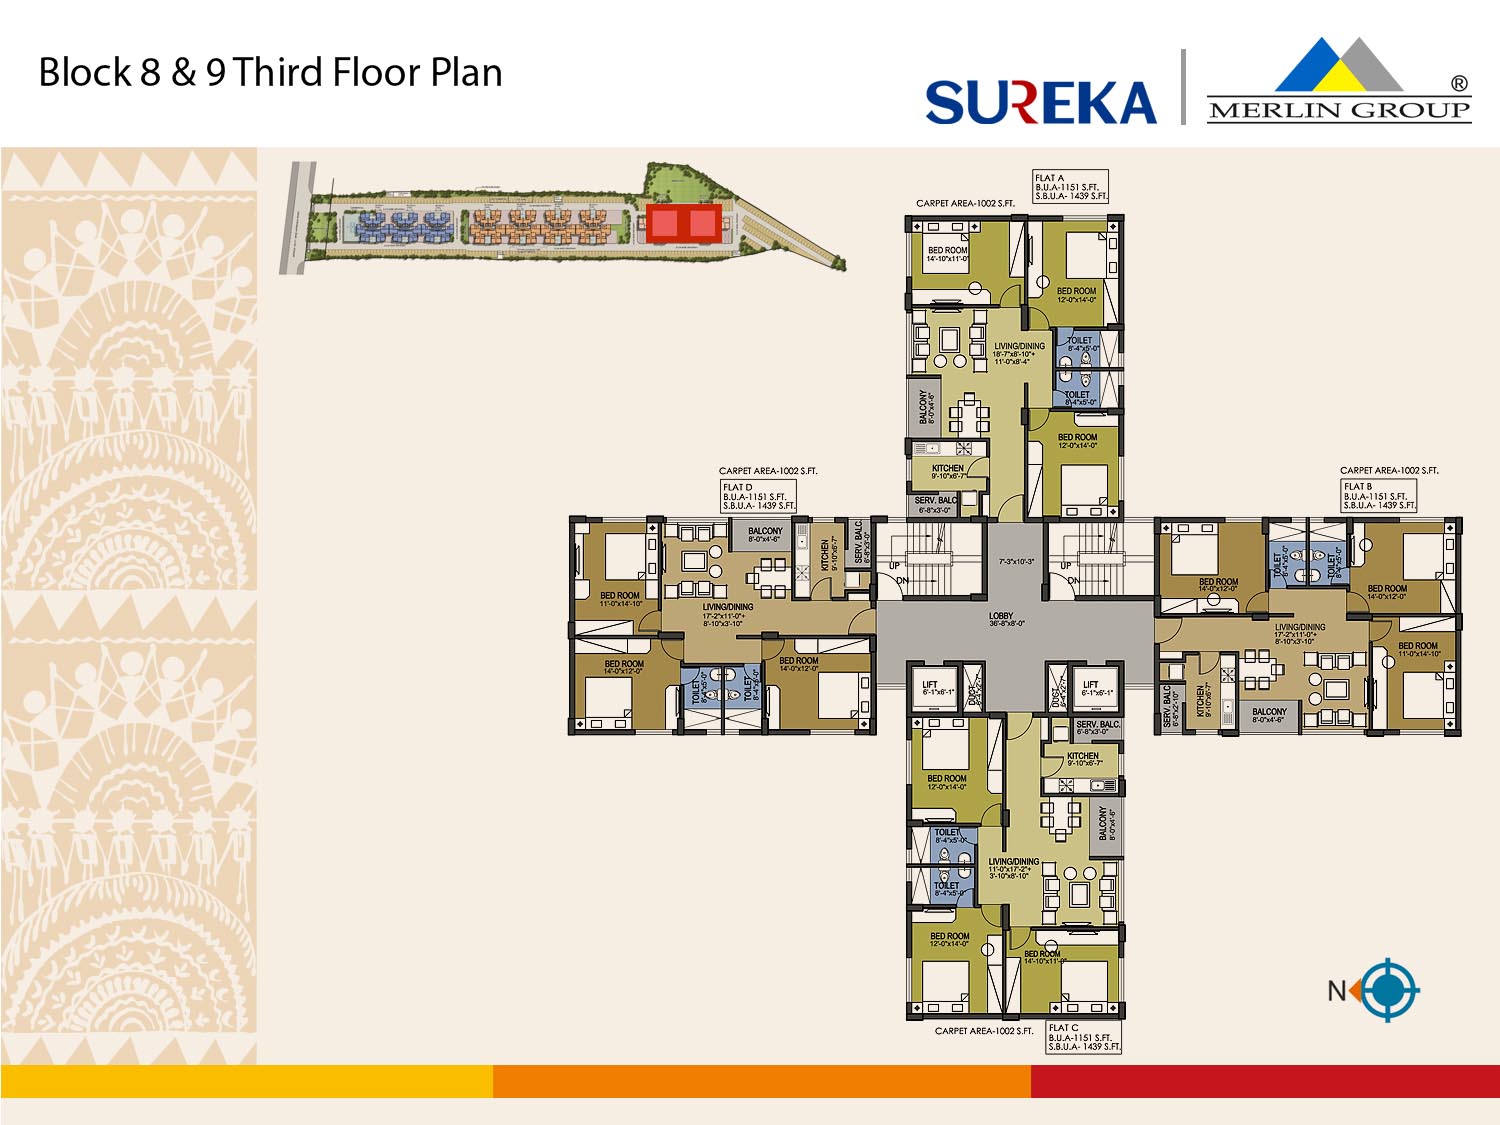 Block 8 & 9 Third Floor Plan
SUREKA
MERLIN GROUP
®
CARPET AREA-1002 S.FT.
FLAT A
B.U.A-1151 S.FT.
S.B.U.A- 1439 S.FT.
BED ROOM
14'-10"x11'-0"
BED ROOM
12'-0"x14'-0"
LIVING/DINING
18'-7"x8'-10"+
11'-0"x8'-4"
TOILET
8'-4"x5'-0"
TOILET
8'-4"x5'-0"
BALCONY
8'-0"x4'-6"
BED ROOM
12'-0"x14'-0"
KITCHEN
9'-10"x6'-7"
SERV. BALC.
6'-8"x3'-0"
CARPET AREA-1002 S.FT.
FLAT D
B.U.A-1151 S.FT.
S.B.U.A- 1439 S.FT.
BALCONY
8'-0"x4'-6"
KITCHEN
9'-10"x6'-7"
SERV. BALC.
6'-8"x3'-0"
BED ROOM
11'-0"x14'-10"
LIVING/DINING
17'-2"x11'-0"+
8'-10"x3'-10"
BED ROOM
14'-0"x12'-0"
TOILET
8'-4"x5'-0"
TOILET
8'-4"x5'-0"
BED ROOM
14'-0"x12'-0"
UP
DN
7'-3"x10'-3"
UP
DN
LOBBY
36'-8"x8'-0"
LIFT
6'-1"x6'-1"
DUCT
DUCT
LIFT
6'-1"x6'-1"
CARPET AREA-1002 S.FT.
FLAT B
B.U.A-1151 S.FT.
S.B.U.A- 1439 S.FT.
BED ROOM
14'-0"x12'-0"
TOILET
8'-4"x5'-0"
TOILET
8'-4"x5'-0"
BED ROOM
14'-0"x12'-0"
LIVING/DINING
17'-2"x11'-0"+
8'-10"x3'-10"
BED ROOM
11'-0"x14'-10"
SERV. BALC
6'-8"x2'-10"
KITCHEN
9'-10"x6'-7"
BALCONY
8'-0"x4'-6"
SERV. BALC.
6'-8"x3'-0"
KITCHEN
9'-10"x6'-7"
BED ROOM
12'-0"x14'-0"
BALCONY
8'-0"x4'-6"
TOILET
8'-4"x5'-0"
LIVING/DINING
11'-0"x17'-2"+
3'-10"x8'-10"
TOILET
8'-4"x5'-0"
BED ROOM
12'-0"x14'-0"
BED ROOM
14'-10"x11'-0"
CARPET AREA-1002 S.FT.
FLAT C
B.U.A-1151 S.FT.
S.B.U.A- 1439 S.FT.
N